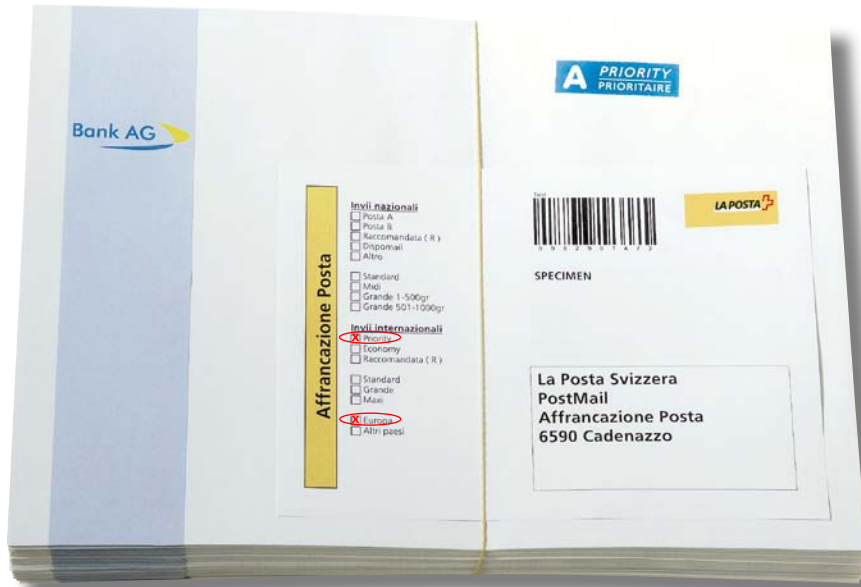 Bank AG
A PRIORITY
PRIORITAIRE
Affrancazione Posta
Invii nazionali
Posta A
Posta B
Raccomandata ( R )
Dispomail
Altro
Standard
Midi
Grande 1-500gr
Grande 501-1000gr
Invii internazionali
X Priority
Economy
Raccomandata ( R )
Standard
Grande
Maxi
X Europa
Altri paesi
LA POSTA
SPECIMEN
La Posta Svizzera
PostMail
Affrancazione Posta
6590 Cadenazzo